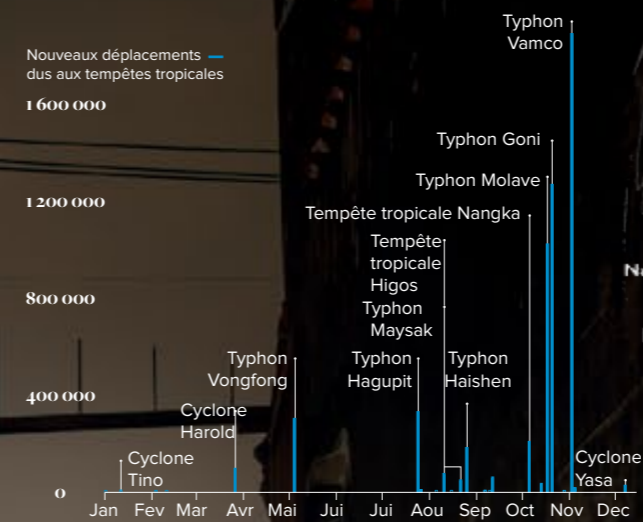 Typhon
Vamco
Nouveaux déplacements
dus aux tempêtes tropicales
1 600 000
Typhon Goni
Typhon Molave
1 200 000
Tempête tropicale Nangka
Tempête
tropicale
Higos
800 000
Typhon
Maysak
Typhon
Vongfong
Typhon
Hagupit
Typhon
Haishen
400 000
Cyclone
Harold
Cyclone
Tino
Cyclone
Yasa
0
Jan Fev Mar Avr Mai Jui Jui Aou Sep Oct Nov Dec